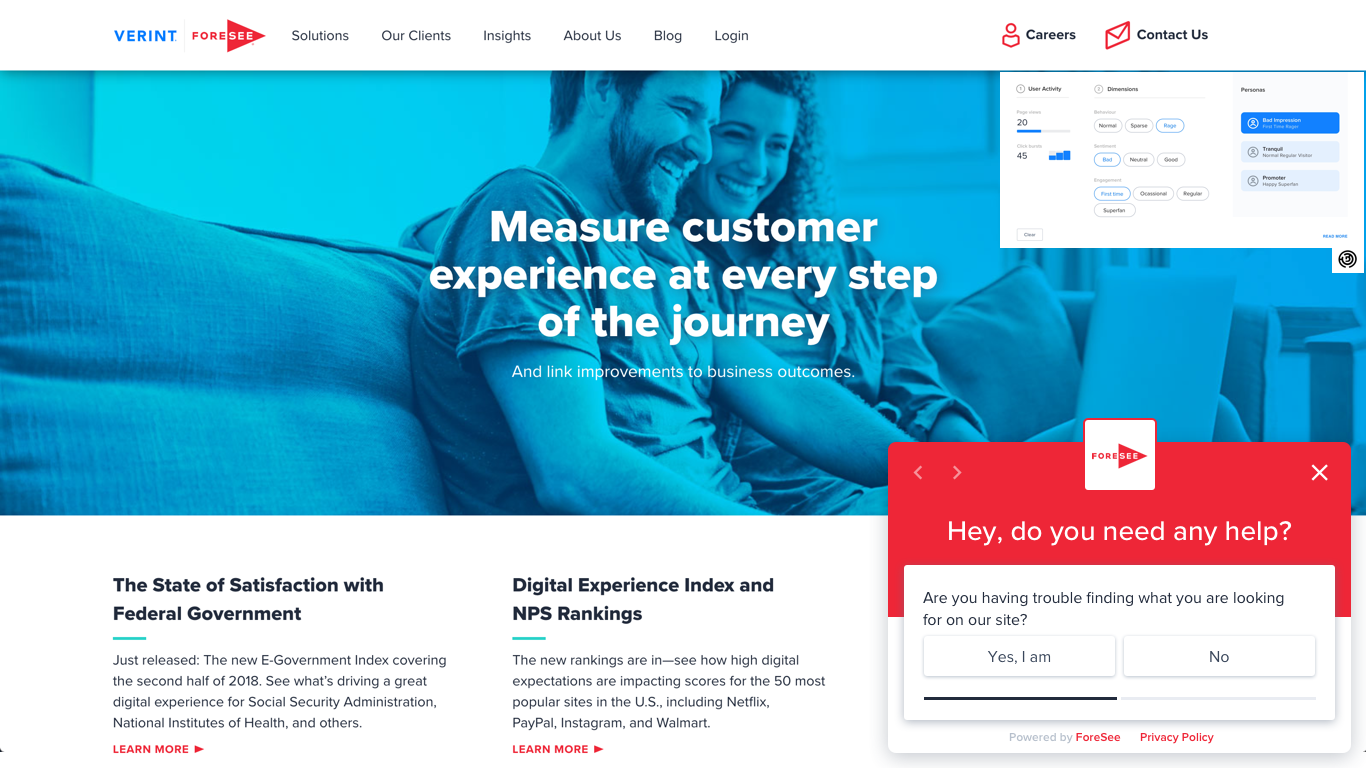 VERINT
FORESEE
Solutions
Our Clients
Insights
About Us
Blog
Login
Careers
Contact Us
Measure customer
experience at every step
of the journey
And link improvements to business outcomes.
1 User Activity
Page views
20
Click bursts
45
Clear
2 Dimensions
Behaviour
Normal
Sparse
Rage
Sentiment
Bad
Neutral
Good
Engagement
First time
Ocassional
Regular
Superfan
Personas
Bad Impression
First Time Rager
Tranquil
Normal Regular Visitor
Promoter
Happy Superfan
READ MORE
The State of Satisfaction with
Federal Government
Just released: The new E-Government Index covering
the second half of 2018. See what’s driving a great
digital experience for Social Security Administration,
National Institutes of Health, and others.
LEARN MORE
Digital Experience Index and
NPS Rankings
The new rankings are in—see how high digital
expectations are impacting scores for the 50 most
popular sites in the U.S., including Netflix,
PayPal, Instagram, and Walmart.
LEARN MORE
FORESEE
Hey, do you need any help?
Are you having trouble finding what you are looking
for on our site?
Yes, I am
No
Powered by ForeSee
Privacy Policy